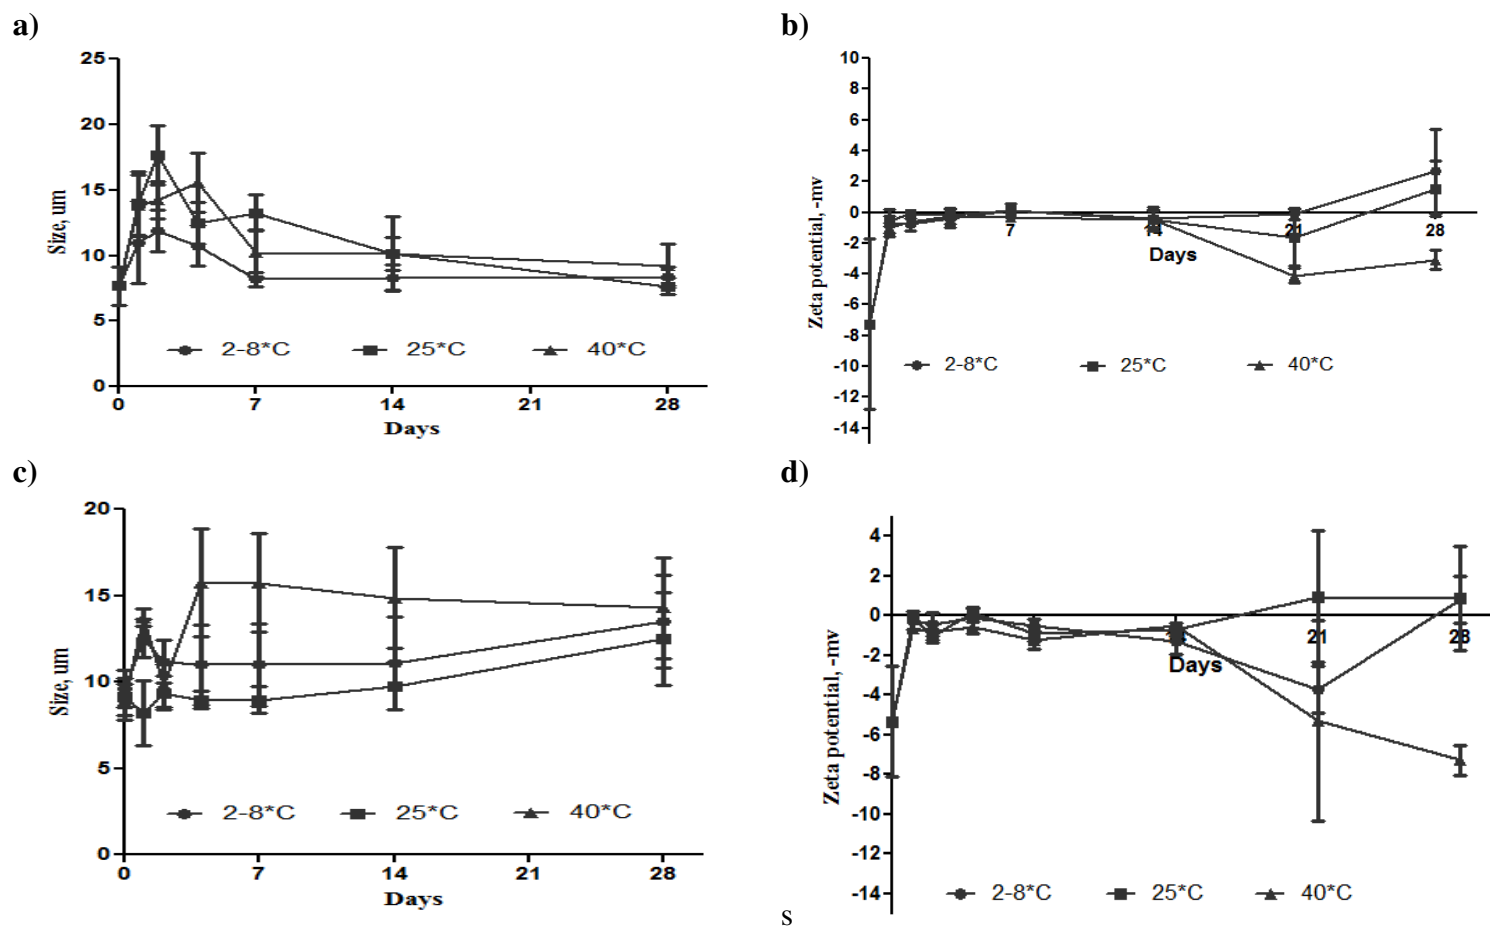 a)
25
20
15
10
5
0
Size, um
2-8*C 25*C 40*C
0 7 14 21 28
Days
b)
10
8
6
4
2
0
-2
-4
-6
-8
-10
-12
-14
Zeta potential, -mv
7 14 21 28
Days
2-8*C 25*C 40*C
c)
20
15
10
5
0
Size, um
2-8*C 25*C 40*C
0 7 14 21 28
Days
d)
4
2
0
-2
-4
-6
-8
-10
-12
-14
Zeta potential, -mv
21 28
Days
2-8*C 25*C 40*C
s